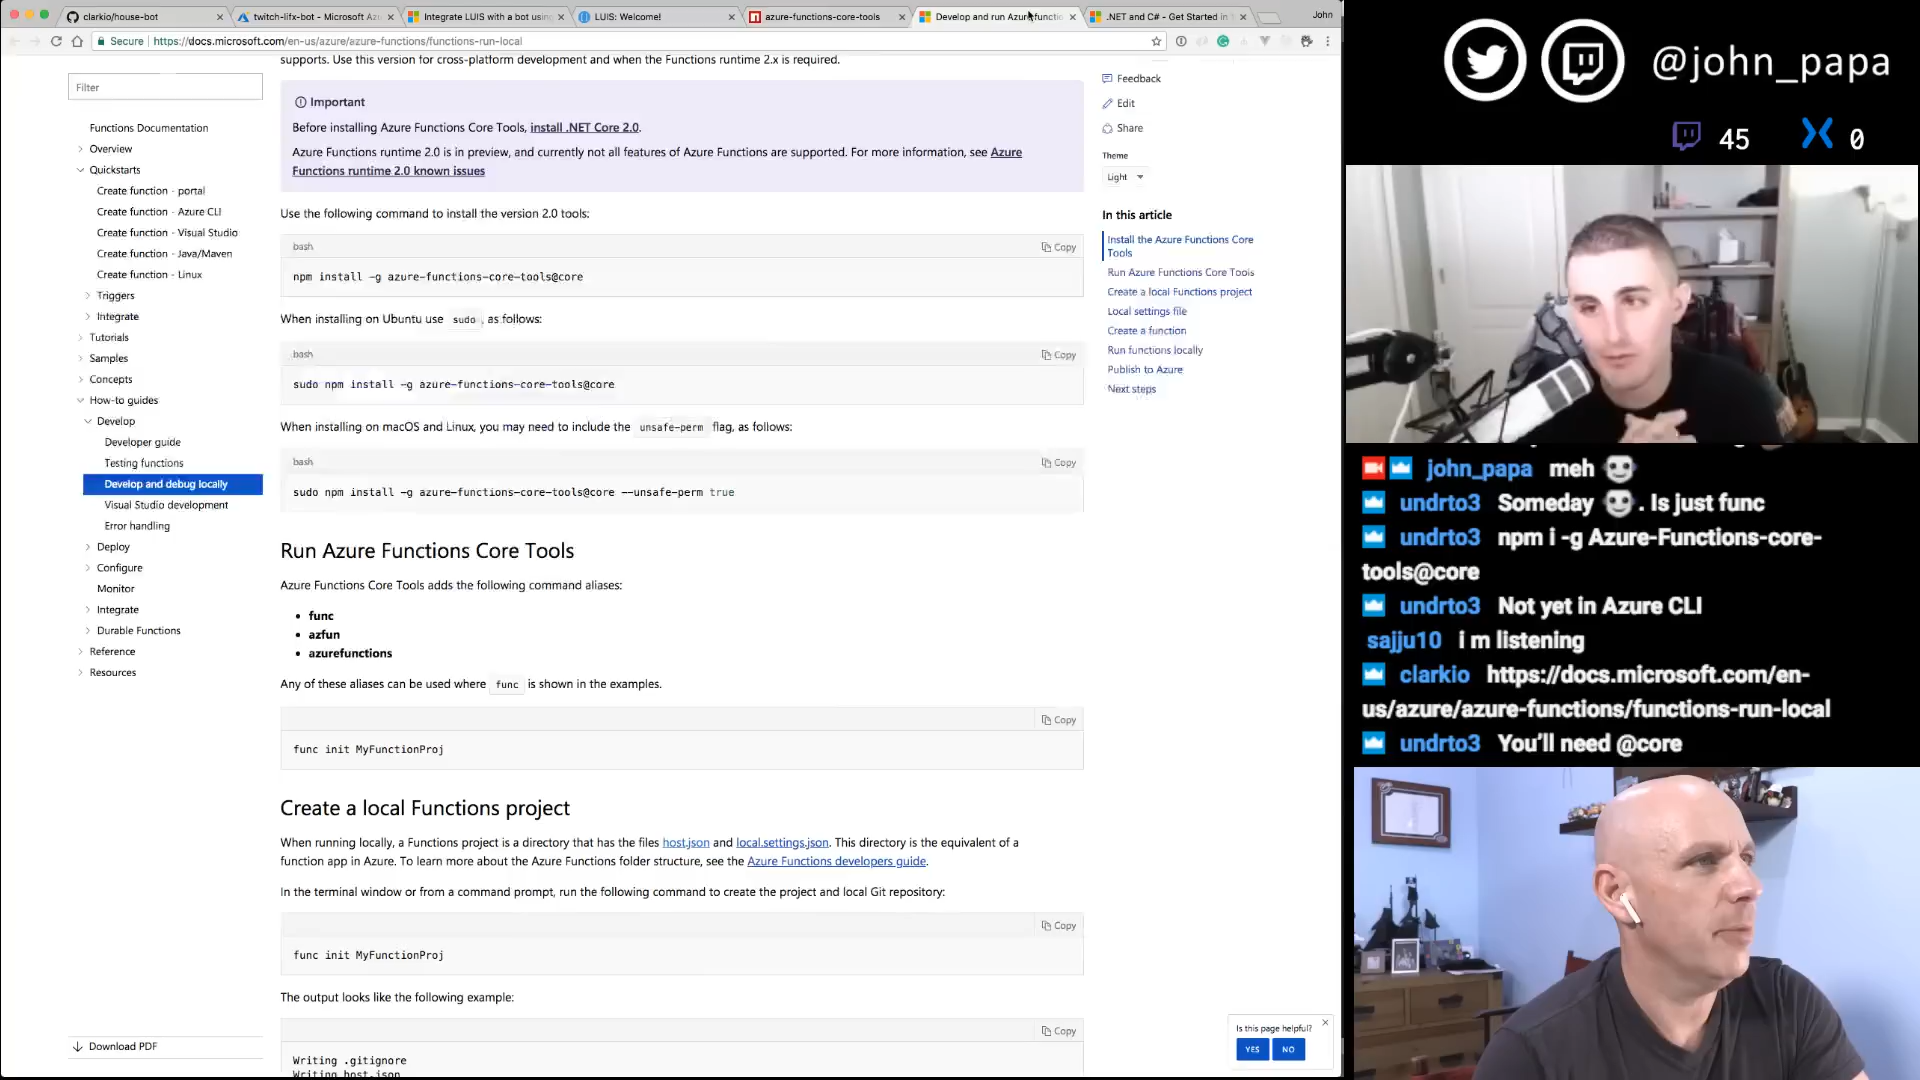 clarkio/house-bot
twitch-lifx-bot - Microsoft Az
Integrate LUIS with a bot using
LUIS: Welcome!
azure-functions-core-tools
Develop and run Azure functio
.NET and C# - Get Started in
John
Secure
https://docs.microsoft.com/en-us/azure/azure-functions/functions-run-local
Filter
Functions Documentation
Overview
Quickstarts
Create function - portal
Create function - Azure CLI
Create function - Visual Studio
Create function - Java/Maven
Create function - Linux
Triggers
Integrate
Tutorials
Samples
Concepts
How-to guides
Develop
Developer guide
Testing functions
Develop and debug locally
Visual Studio development
Error handling
Deploy
Configure
Monitor
Integrate
Durable Functions
Reference
Resources
Download PDF
supports. Use this version for cross-platform development and when the Functions runtime 2.x is required.
Important
Before installing Azure Functions Core Tools, install .NET Core 2.0.
Azure Functions runtime 2.0 is in preview, and currently not all features of Azure Functions are supported. For more information, see Azure
Functions runtime 2.0 known issues
Use the following command to install the version 2.0 tools:
bash
Copy
npm install -g azure-functions-core-tools@core
When installing on Ubuntu use sudo, as follows:
bash
Copy
sudo npm install -g azure-functions-core-tools@core
When installing on macOS and Linux, you may need to include the unsafe-perm flag, as follows:
bash
Copy
sudo npm install -g azure-functions-core-tools@core --unsafe-perm true
Run Azure Functions Core Tools
Azure Functions Core Tools adds the following command aliases:
func
azfun
azurefunctions
Any of these aliases can be used where func is shown in the examples.
Copy
func init MyFunctionProj
Create a local Functions project
When running locally, a Functions project is a directory that has the files host.json and local.settings.json. This directory is the equivalent of a
function app in Azure. To learn more about the Azure Functions folder structure, see the Azure Functions developers guide.
In the terminal window or from a command prompt, run the following command to create the project and local Git repository:
Copy
func init MyFunctionProj
The output looks like the following example:
Copy
Writing .gitignore
Writing host.json
Feedback
Edit
Share
Theme
Light
In this article
Install the Azure Functions Core
Tools
Run Azure Functions Core Tools
Create a local Functions project
Local settings file
Create a function
Run functions locally
Publish to Azure
Next steps
Is this page helpful?
YES
NO
@john_papa
45
0
john_papa meh
undrto3 Someday . Is just func
undrto3 npm i -g Azure-Functions-core-
tools@core
undrto3 Not yet in Azure CLI
sajju10 i m listening
clarkio https://docs.microsoft.com/en-
us/azure/azure-functions/functions-run-local
undrto3 You'll need @core